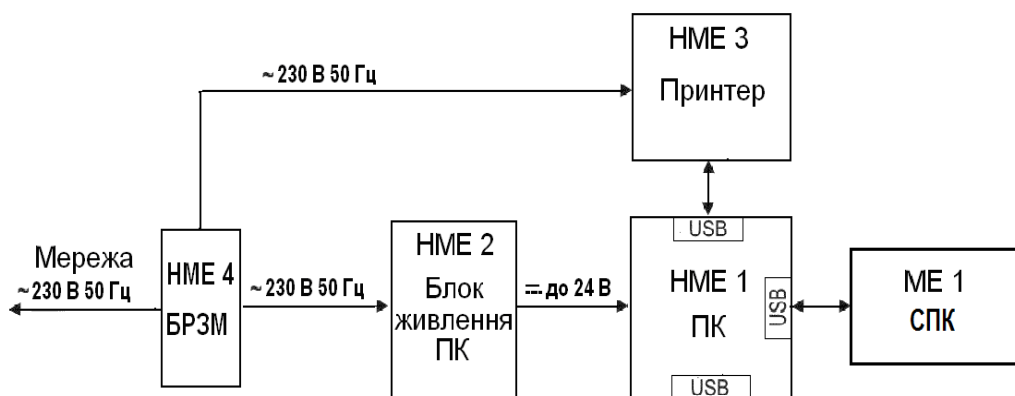 НМЕ 3
Принтер
~ 230 В 50 Гц
USB
Мережа
~ 230 В 50 Гц
НМЕ 4
БРЗМ
~ 230 В 50 Гц
НМЕ 2
Блок
живлення
ПК
до 24 В
НМЕ 1
ПК
USB
USB
МЕ 1
СПК